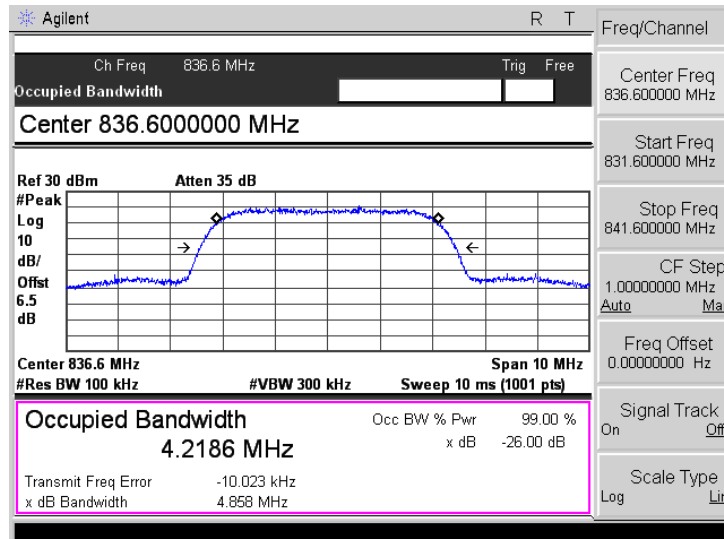 Agilent R T
Ch Freq 836.6 MHz Trig Free
Occupied Bandwidth
Center 836.6000000 MHz
Ref 30 dBm Atten 35 dB
#Peak
Log
10
dB/
Offst
6.5
dB
Center 836.6 MHz Span 10 MHz
#Res BW 100 kHz #VBW 300 kHz Sweep 10 ms (1001 pts)
Occupied Bandwidth Occ BW % Pwr 99.00 %
4.2186 MHz x dB -26.00 dB
Transmit Freq Error -10.023 kHz
x dB Bandwidth 4.858 MHz
Freq/Channel
Center Freq
836.600000 MHz
Start Freq
831.600000 MHz
Stop Freq
841.600000 MHz
CF Step
1.00000000 MHz
Auto Ma
Freq Offset
0.00000000 Hz
Signal Track
On Off
Scale Type
Log Lin